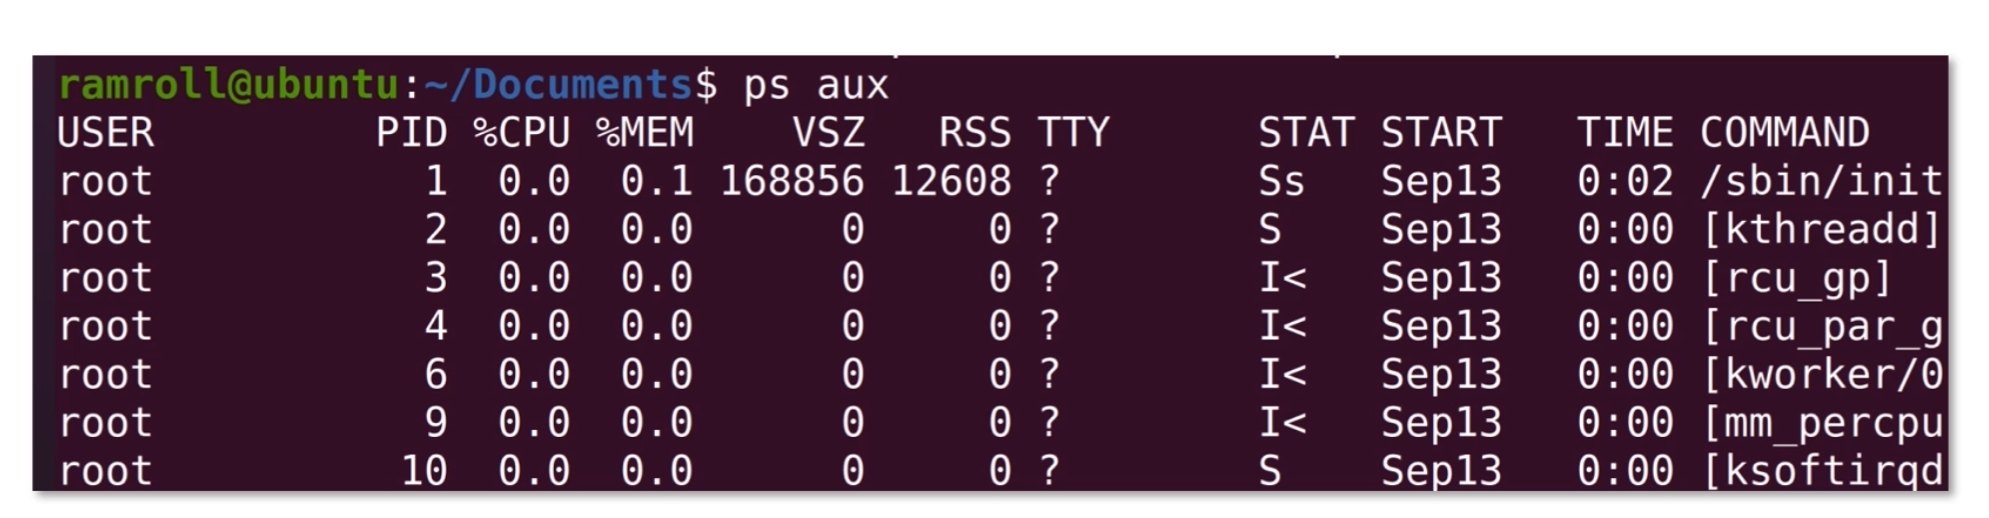 ramroll@ubuntu:~/Documents$ ps aux
USER PID %CPU %MEM VSZ RSS TTY STAT START TIME COMMAND
root 1 0.0 0.1 168856 12608 ? Ss Sep13 0:02 /sbin/init
root 2 0.0 0.0 0 0 ? S Sep13 0:00 [kthreadd]
root 3 0.0 0.0 0 0 ? I< Sep13 0:00 [rcu_gp]
root 4 0.0 0.0 0 0 ? I< Sep13 0:00 [rcu_par_g
root 6 0.0 0.0 0 0 ? I< Sep13 0:00 [kworker/0
root 9 0.0 0.0 0 0 ? I< Sep13 0:00 [mm_percpu
root 10 0.0 0.0 0 0 ? S Sep13 0:00 [ksoftirqd